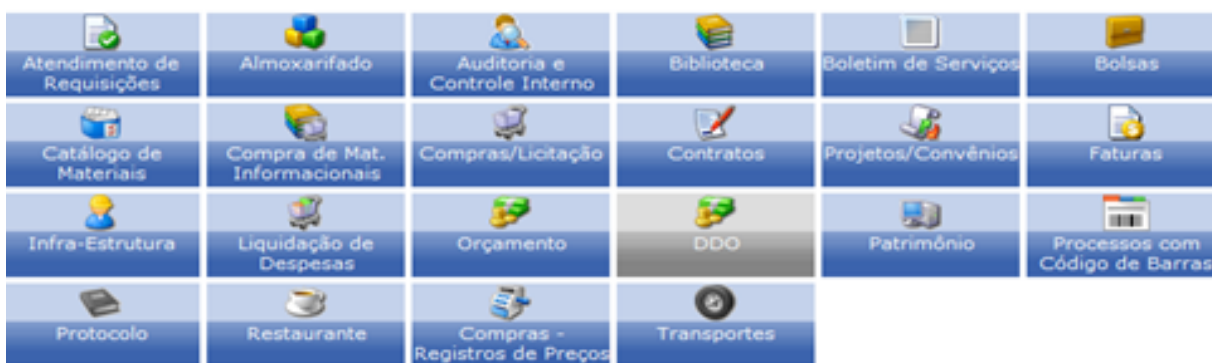 Atendimento de
Requisições
Almoxarifado
Auditoria e
Controle Interno
Biblioteca
Boletim de Serviços
Bolsas
Catálogo de
Materiais
Compra de Mat.
Informacionais
Compras/Licitação
Contratos
Projetos/Convênios
Faturas
Infra-Estrutura
Liquidação de
Despesas
Orçamento
DDO
Patrimônio
Processos com
Código de Barras
Protocolo
Restaurante
Compras -
Registros de Preços
Transportes